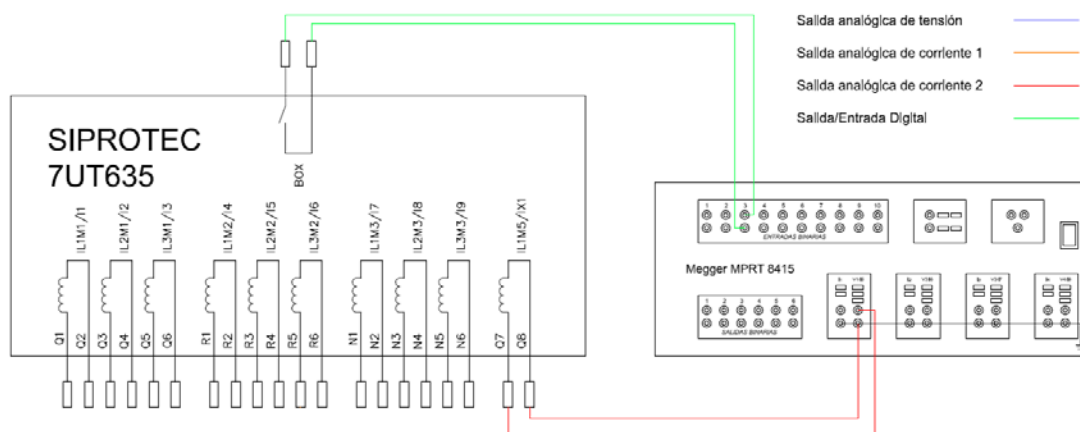 Salida analógica de tensión
Salida analógica de corriente 1
Salida analógica de corriente 2
Salida/Entrada Digital
SIPROTEC
7UT635
BOX
IL1M1/I1
IL2M1/I2
IL3M1/I3
IL1M2/I4
IL2M2/I5
IL3M2/I6
IL1M3/I7
IL2M3/I8
IL3M3/I9
IL1M5/IX1
Q1 Q2 Q3 Q4 Q5 Q6 R1 R2 R3 R4 R5 R6 N1 N2 N3 N4 N5 N6 Q7 Q8
1 2 3 4 5 6 7 8 9 10
ENTRADAS BINARIAS
Megger MPRT 8415
1 2 3 4 5 6
SALIDAS BINARIAS